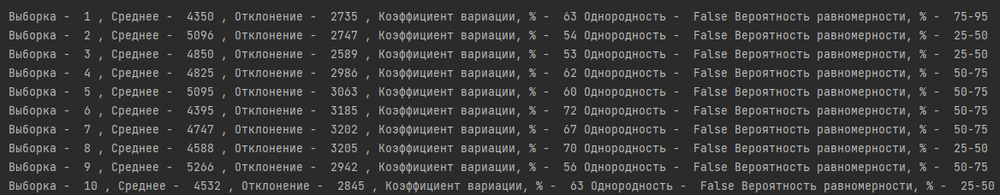 Выборка -  1 , Среднее -  4350 , Отклонение -  2735 , Коэффициент вариации, % -  63 Однородность -  False Вероятность равномерности, % -  75-95
Выборка -  2 , Среднее -  5096 , Отклонение -  2747 , Коэффициент вариации, % -  54 Однородность -  False Вероятность равномерности, % -  25-50
Выборка -  3 , Среднее -  4850 , Отклонение -  2589 , Коэффициент вариации, % -  53 Однородность -  False Вероятность равномерности, % -  25-50
Выборка -  4 , Среднее -  4825 , Отклонение -  2986 , Коэффициент вариации, % -  62 Однородность -  False Вероятность равномерности, % -  50-75
Выборка -  5 , Среднее -  5095 , Отклонение -  3063 , Коэффициент вариации, % -  60 Однородность -  False Вероятность равномерности, % -  50-75
Выборка -  6 , Среднее -  4395 , Отклонение -  3185 , Коэффициент вариации, % -  72 Однородность -  False Вероятность равномерности, % -  50-75
Выборка -  7 , Среднее -  4747 , Отклонение -  3202 , Коэффициент вариации, % -  67 Однородность -  False Вероятность равномерности, % -  50-75
Выборка -  8 , Среднее -  4588 , Отклонение -  3205 , Коэффициент вариации, % -  70 Однородность -  False Вероятность равномерности, % -  25-50
Выборка -  9 , Среднее -  5266 , Отклонение -  2942 , Коэффициент вариации, % -  56 Однородность -  False Вероятность равномерности, % -  50-75
Выборка -  10 , Среднее -  4532 , Отклонение -  2845 , Коэффициент вариации, % -  63 Однородность -  False Вероятность равномерности, % -  25-50